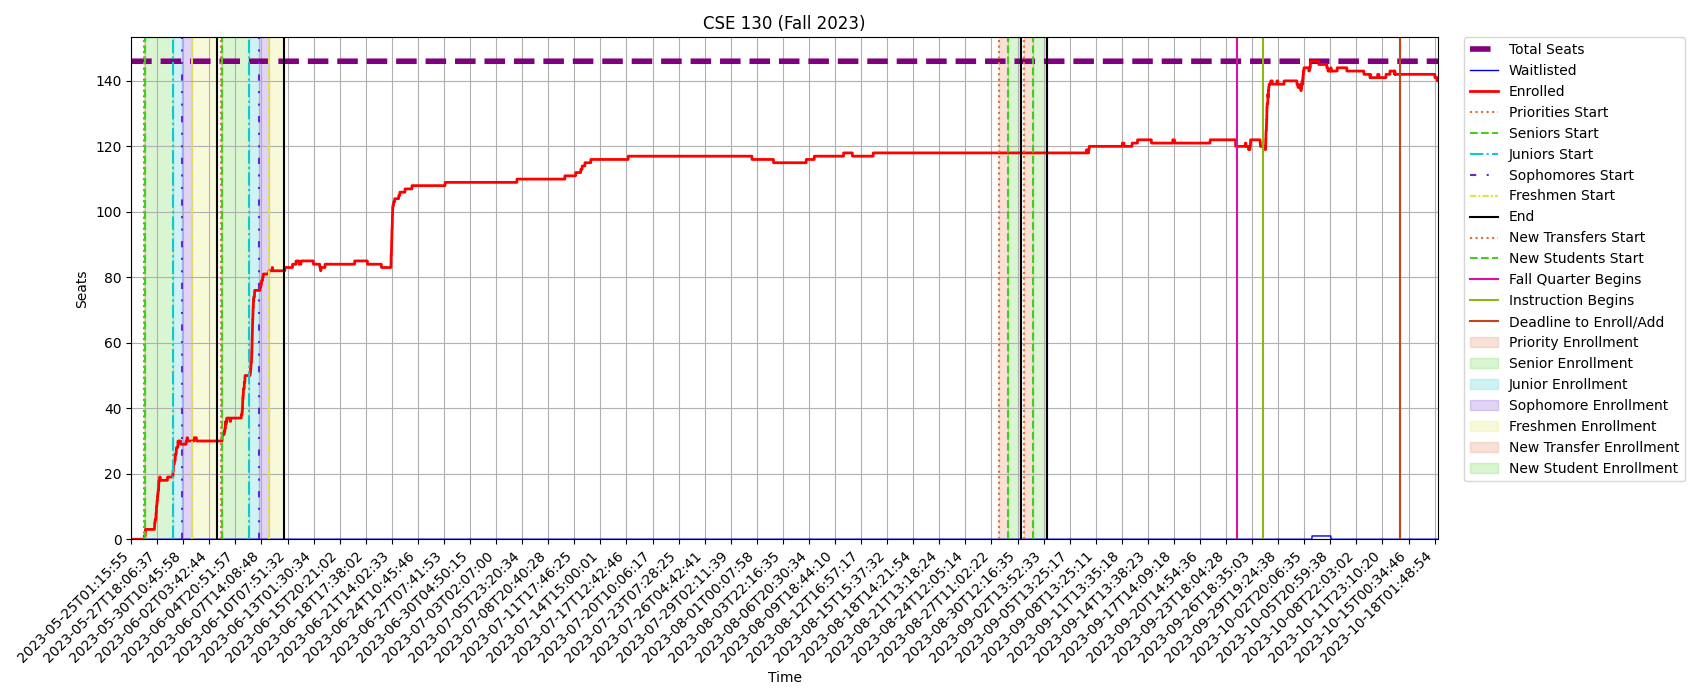 CSE 130 (Fall 2023)
Seats
140
120
100
80
60
40
20
0
2023-05-25T01:15:55
2023-05-27T18:06:37
2023-05-30T10:45:58
2023-06-02T03:42:44
2023-06-04T20:51:57
2023-06-07T14:08:48
2023-06-10T07:51:32
2023-06-13T01:30:34
2023-06-15T20:21:02
2023-06-18T17:38:02
2023-06-21T14:02:33
2023-06-24T10:45:46
2023-06-27T07:41:53
2023-06-30T04:50:15
2023-07-03T02:07:00
2023-07-05T23:20:34
2023-07-08T20:40:28
2023-07-11T17:46:25
2023-07-14T15:00:01
2023-07-17T12:42:46
2023-07-20T10:06:17
2023-07-23T07:28:25
2023-07-26T04:42:41
2023-07-29T02:11:39
2023-08-01T00:07:58
2023-08-03T22:16:35
2023-08-06T20:30:34
2023-08-09T18:44:10
2023-08-12T16:57:17
2023-08-15T15:37:32
2023-08-18T14:21:54
2023-08-21T13:18:24
2023-08-24T12:05:14
2023-08-27T11:02:22
2023-08-30T12:16:35
2023-09-02T13:52:33
2023-09-05T13:25:17
2023-09-08T13:25:11
2023-09-11T13:35:18
2023-09-14T13:38:23
2023-09-17T14:09:18
2023-09-20T14:54:36
2023-09-23T18:04:28
2023-09-26T18:35:03
2023-09-29T19:24:38
2023-10-02T20:06:35
2023-10-05T20:59:38
2023-10-08T22:03:02
2023-10-11T23:10:20
2023-10-15T00:34:46
2023-10-18T01:48:54
Time
Total Seats
Waitlisted
Enrolled
Priorities Start
Seniors Start
Juniors Start
Sophomores Start
Freshmen Start
End
New Transfers Start
New Students Start
Fall Quarter Begins
Instruction Begins
Deadline to Enroll/Add
Priority Enrollment
Senior Enrollment
Junior Enrollment
Sophomore Enrollment
Freshmen Enrollment
New Transfer Enrollment
New Student Enrollment